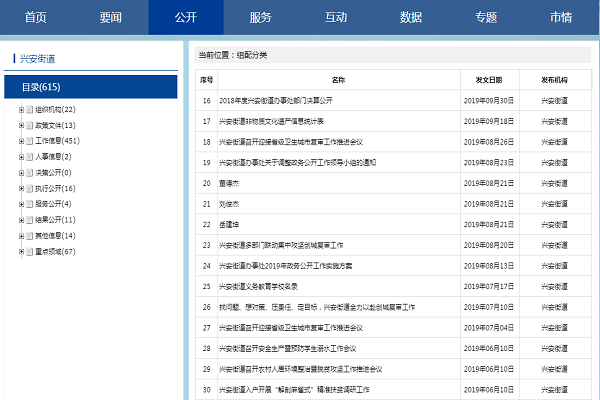 首页 要闻 公开 服务 互动 数据 专题 市情
兴安街道
目录(615)
组织机构(22)
政策文件(13)
工作信息(451)
人事信息(2)
决策公开(0)
执行公开(16)
服务公开(4)
结果公开(11)
其他信息(14)
重点领域(67)
当前位置：组配分类
序号 名称 发文日期 发布机构
16 2018年度兴安街道办事处部门决算公开 2019年09月30日 兴安街道
17 兴安街道非物质文化遗产信息统计表 2019年09月18日 兴安街道
18 兴安街道召开迎接省级卫生城市复审工作推进会议 2019年08月26日 兴安街道
19 兴安街道办事处关于调整政务公开工作领导小组的通知 2019年08月23日 兴安街道
20 董德杰 2019年08月21日 兴安街道
21 刘俊杰 2019年08月21日 兴安街道
22 岳建坤 2019年08月21日 兴安街道
23 兴安街道多部门联动集中攻坚创城复审工作 2019年08月20日 兴安街道
24 兴安街道办事处2019年政务公开工作实施方案 2019年08月13日 兴安街道
25 兴安街道义务教育学校名录 2019年07月17日 兴安街道
26 找问题、想对策、压责任、定目标，兴安街道全力以赴创城复审工作 2019年07月10日 兴安街道
27 兴安街道召开迎接省级卫生城市复审工作推进会议 2019年07月04日 兴安街道
28 兴安街道召开安全生产暨预防学生溺水工作会议 2019年06月10日 兴安街道
29 兴安街道召开农村人居环境整治暨脱贫攻坚工作推进会议 2019年06月10日 兴安街道
30 兴安街道入户开展“解剖麻雀式”精准扶贫调研工作 2019年06月10日 兴安街道